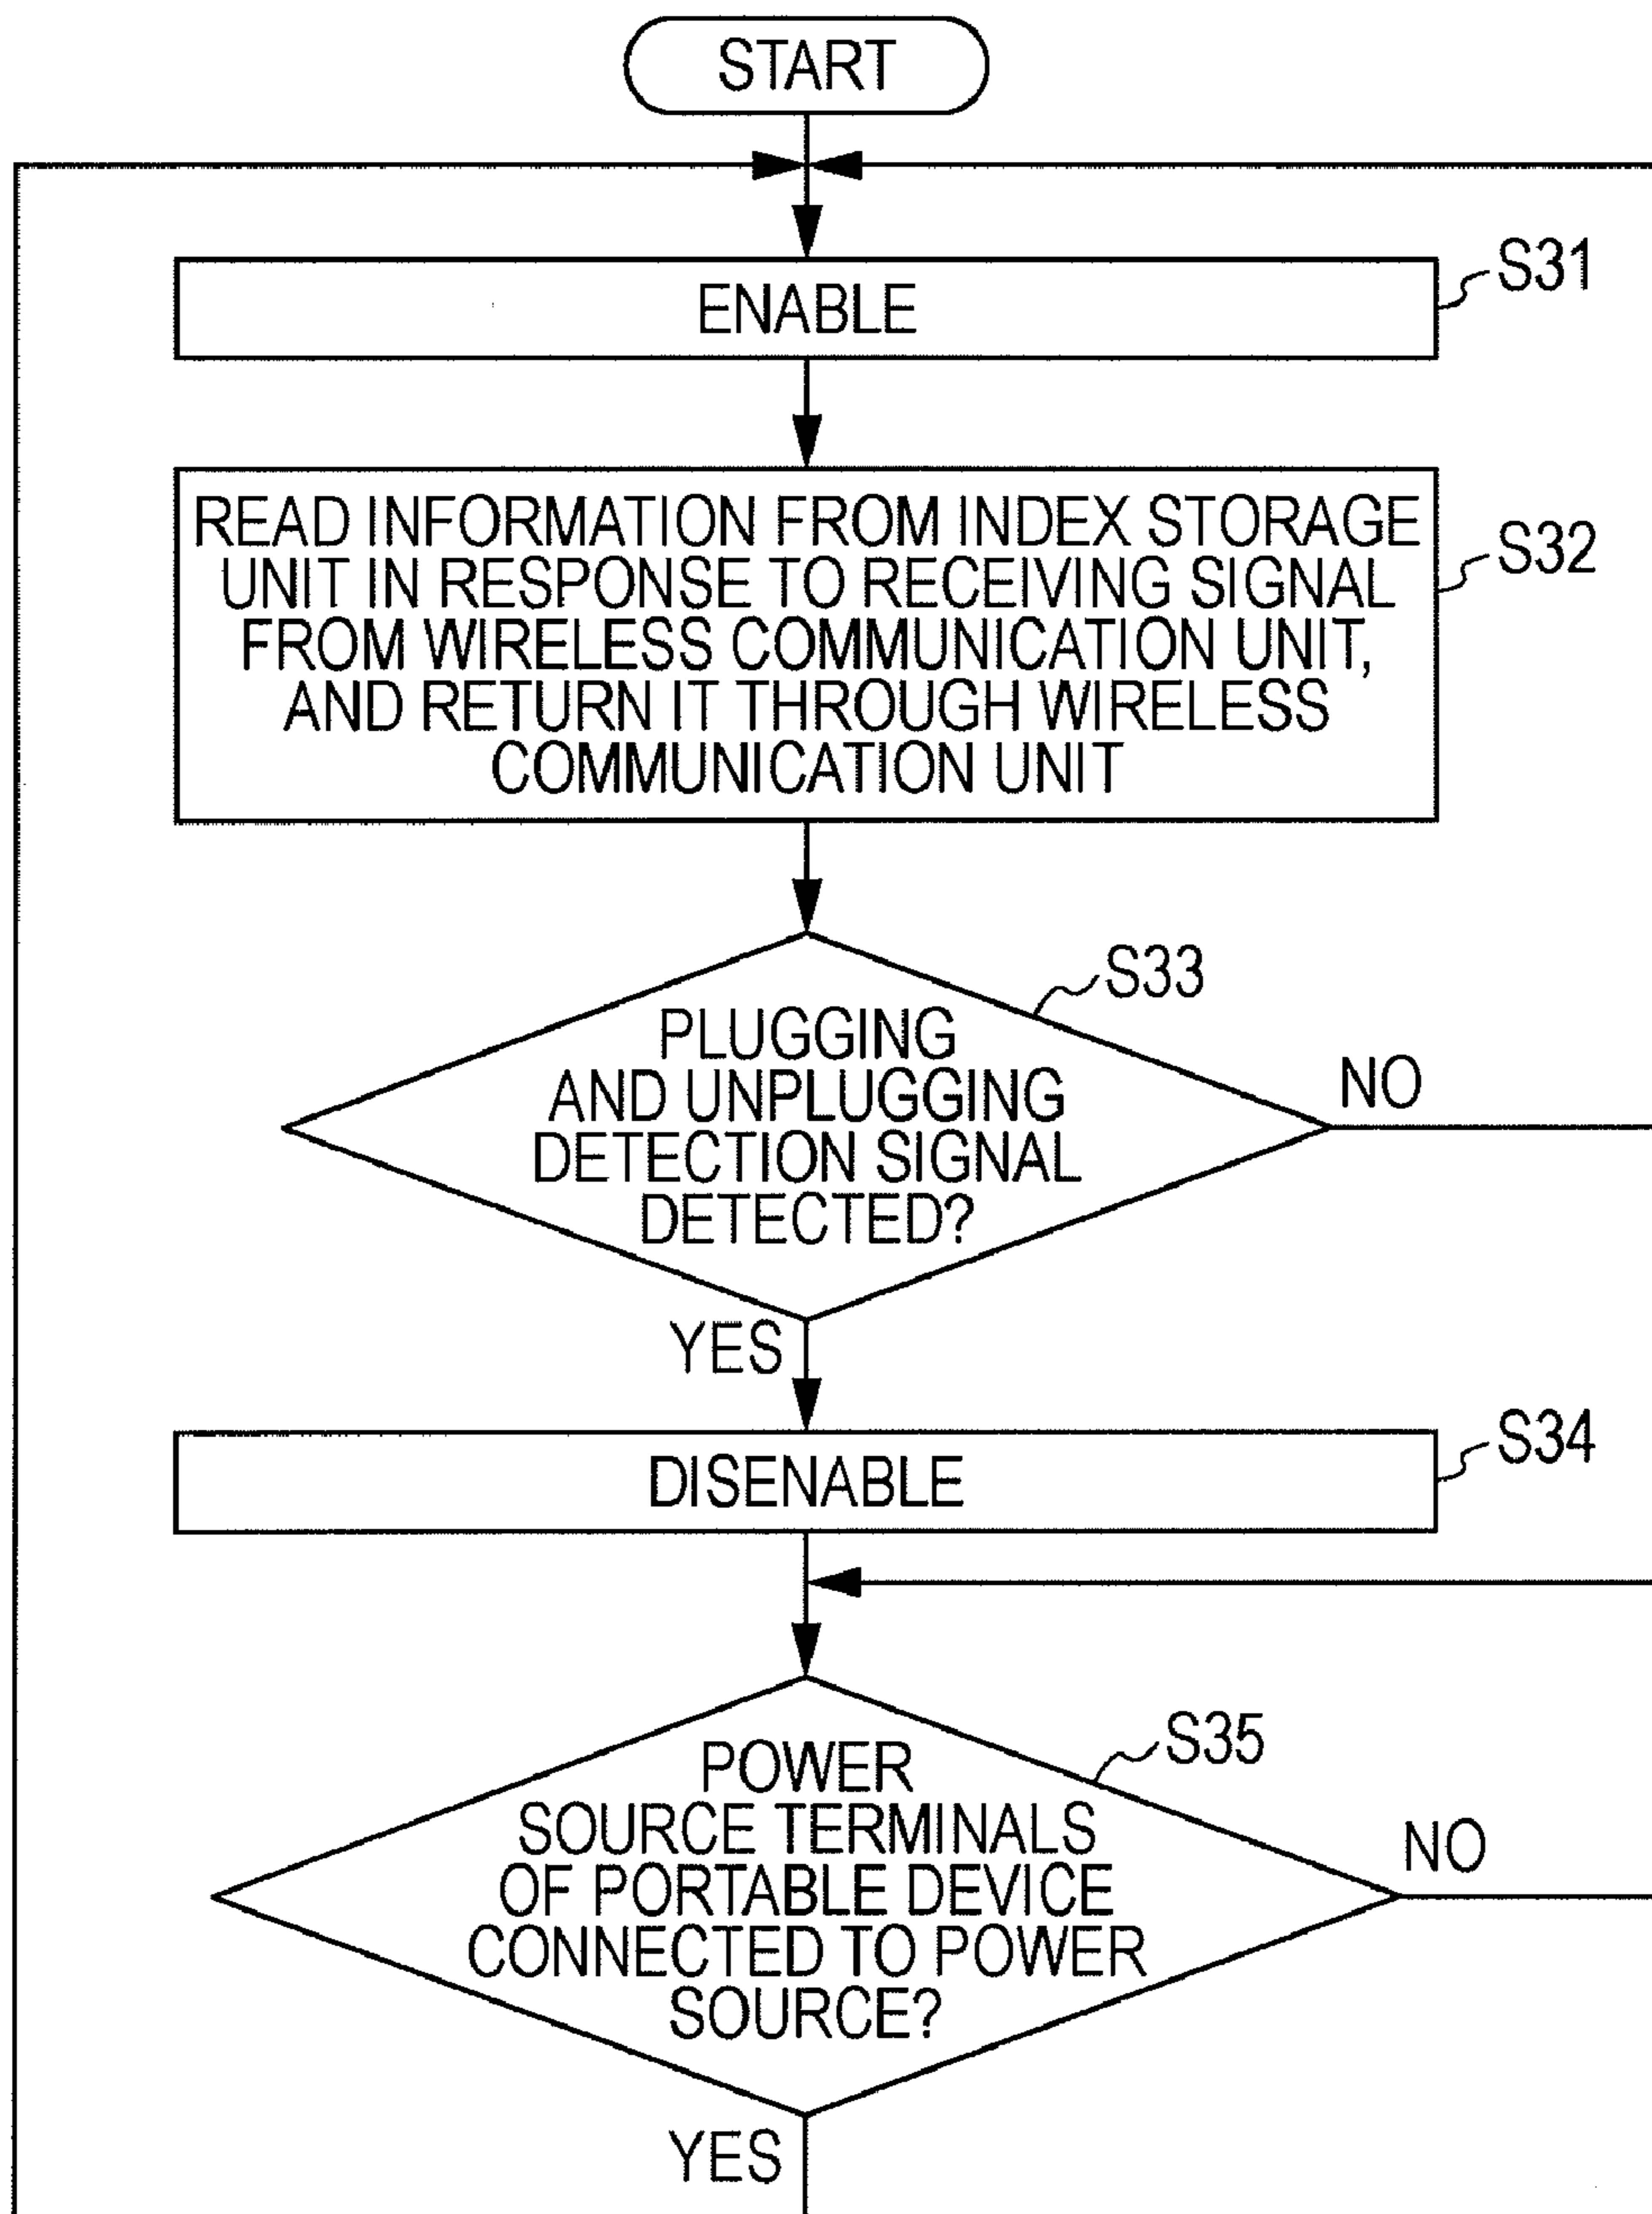 START
ENABLE
S31
READ INFORMATION FROM INDEX STORAGE
UNIT IN RESPONSE TO RECEIVING SIGNAL
FROM WIRELESS COMMUNICATION UNIT,
AND RETURN IT THROUGH WIRELESS
COMMUNICATION UNIT
S32
S33
PLUGGING
AND UNPLUGGING
DETECTION SIGNAL
DETECTED?
NO
YES
DISENABLE
S34
S35
POWER
SOURCE TERMINALS
OF PORTABLE DEVICE
CONNECTED TO POWER
SOURCE?
NO
YES